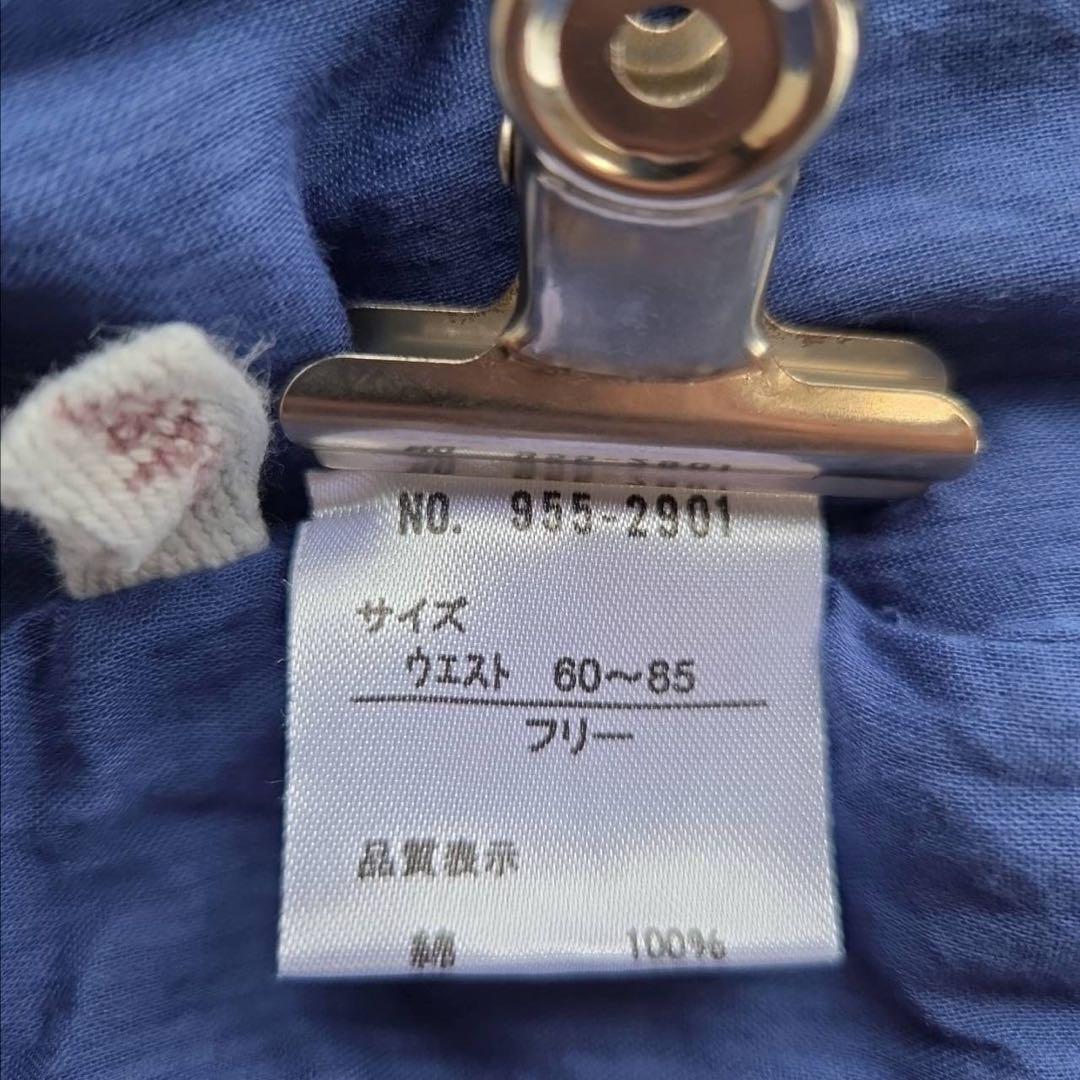 NO. 955-2901
サイズ
ウエスト 60～85
フリー
品質表示
綿 100%